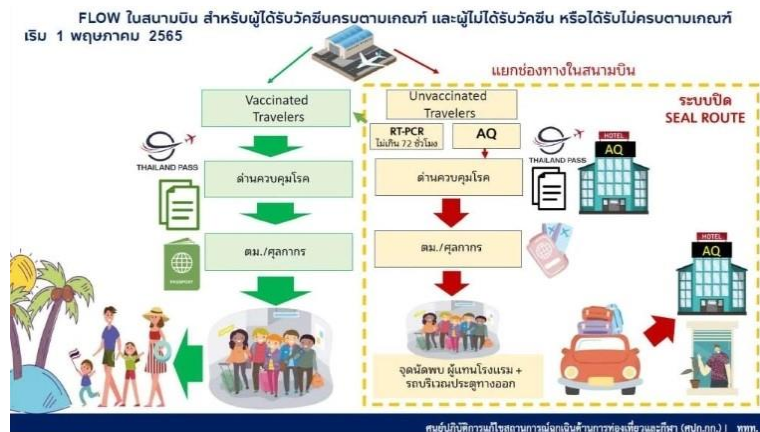 FLOW ในสนามบิน สำหรับผู้ได้รับวัคซีนครบตามเกณฑ์ และผู้ไม่ได้รับวัคซีน หรือได้รับไม่ครบตามเกณฑ์
เริ่ม 1 พฤษภาคม 2565
แยกช่องทางในสนามบิน
Vaccinated
Travelers
Unvaccinated
Travelers
ระบบปิด
SEAL ROUTE
RT-PCR
ไม่เกิน 72 ชั่วโมง
AQ
THAILAND PASS
ด่านควบคุมโรค
ด่านควบคุมโรค
THAILAND PASS
HOTEL
AQ
ตม./ศุลกากร
ตม./ศุลกากร
PASSPORT
HOTEL
AQ
จุดนัดพบ ผู้แทนโรงแรม +
รถบริเวณประตูทางออก
ศูนย์ปฏิบัติการแก้ไขสถานการณ์ฉุกเฉินด้านการท่องเที่ยวและกีฬา (ศปก.กก.) | ททท.